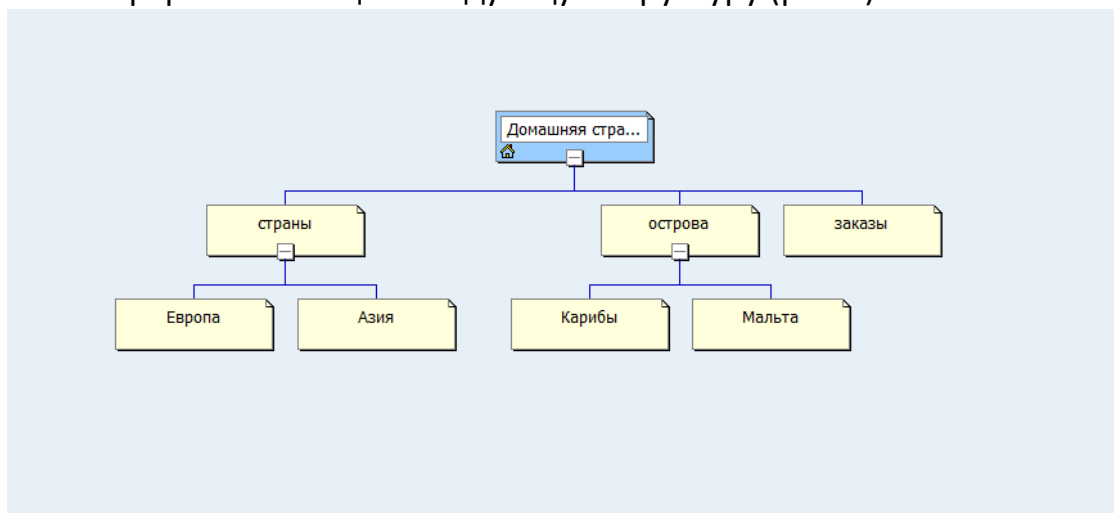 Домашняя стра...
страны
острова
заказы
Европа
Азия
Карибы
Мальта